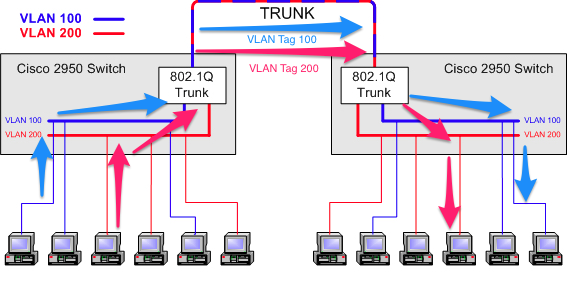 VLAN 100
VLAN 200
TRUNK
VLAN Tag 100
VLAN Tag 200
Cisco 2950 Switch
802.1Q
Trunk
VLAN 100
VLAN 200
802.1Q
Trunk
Cisco 2950 Switch
VLAN 100
VLAN 200